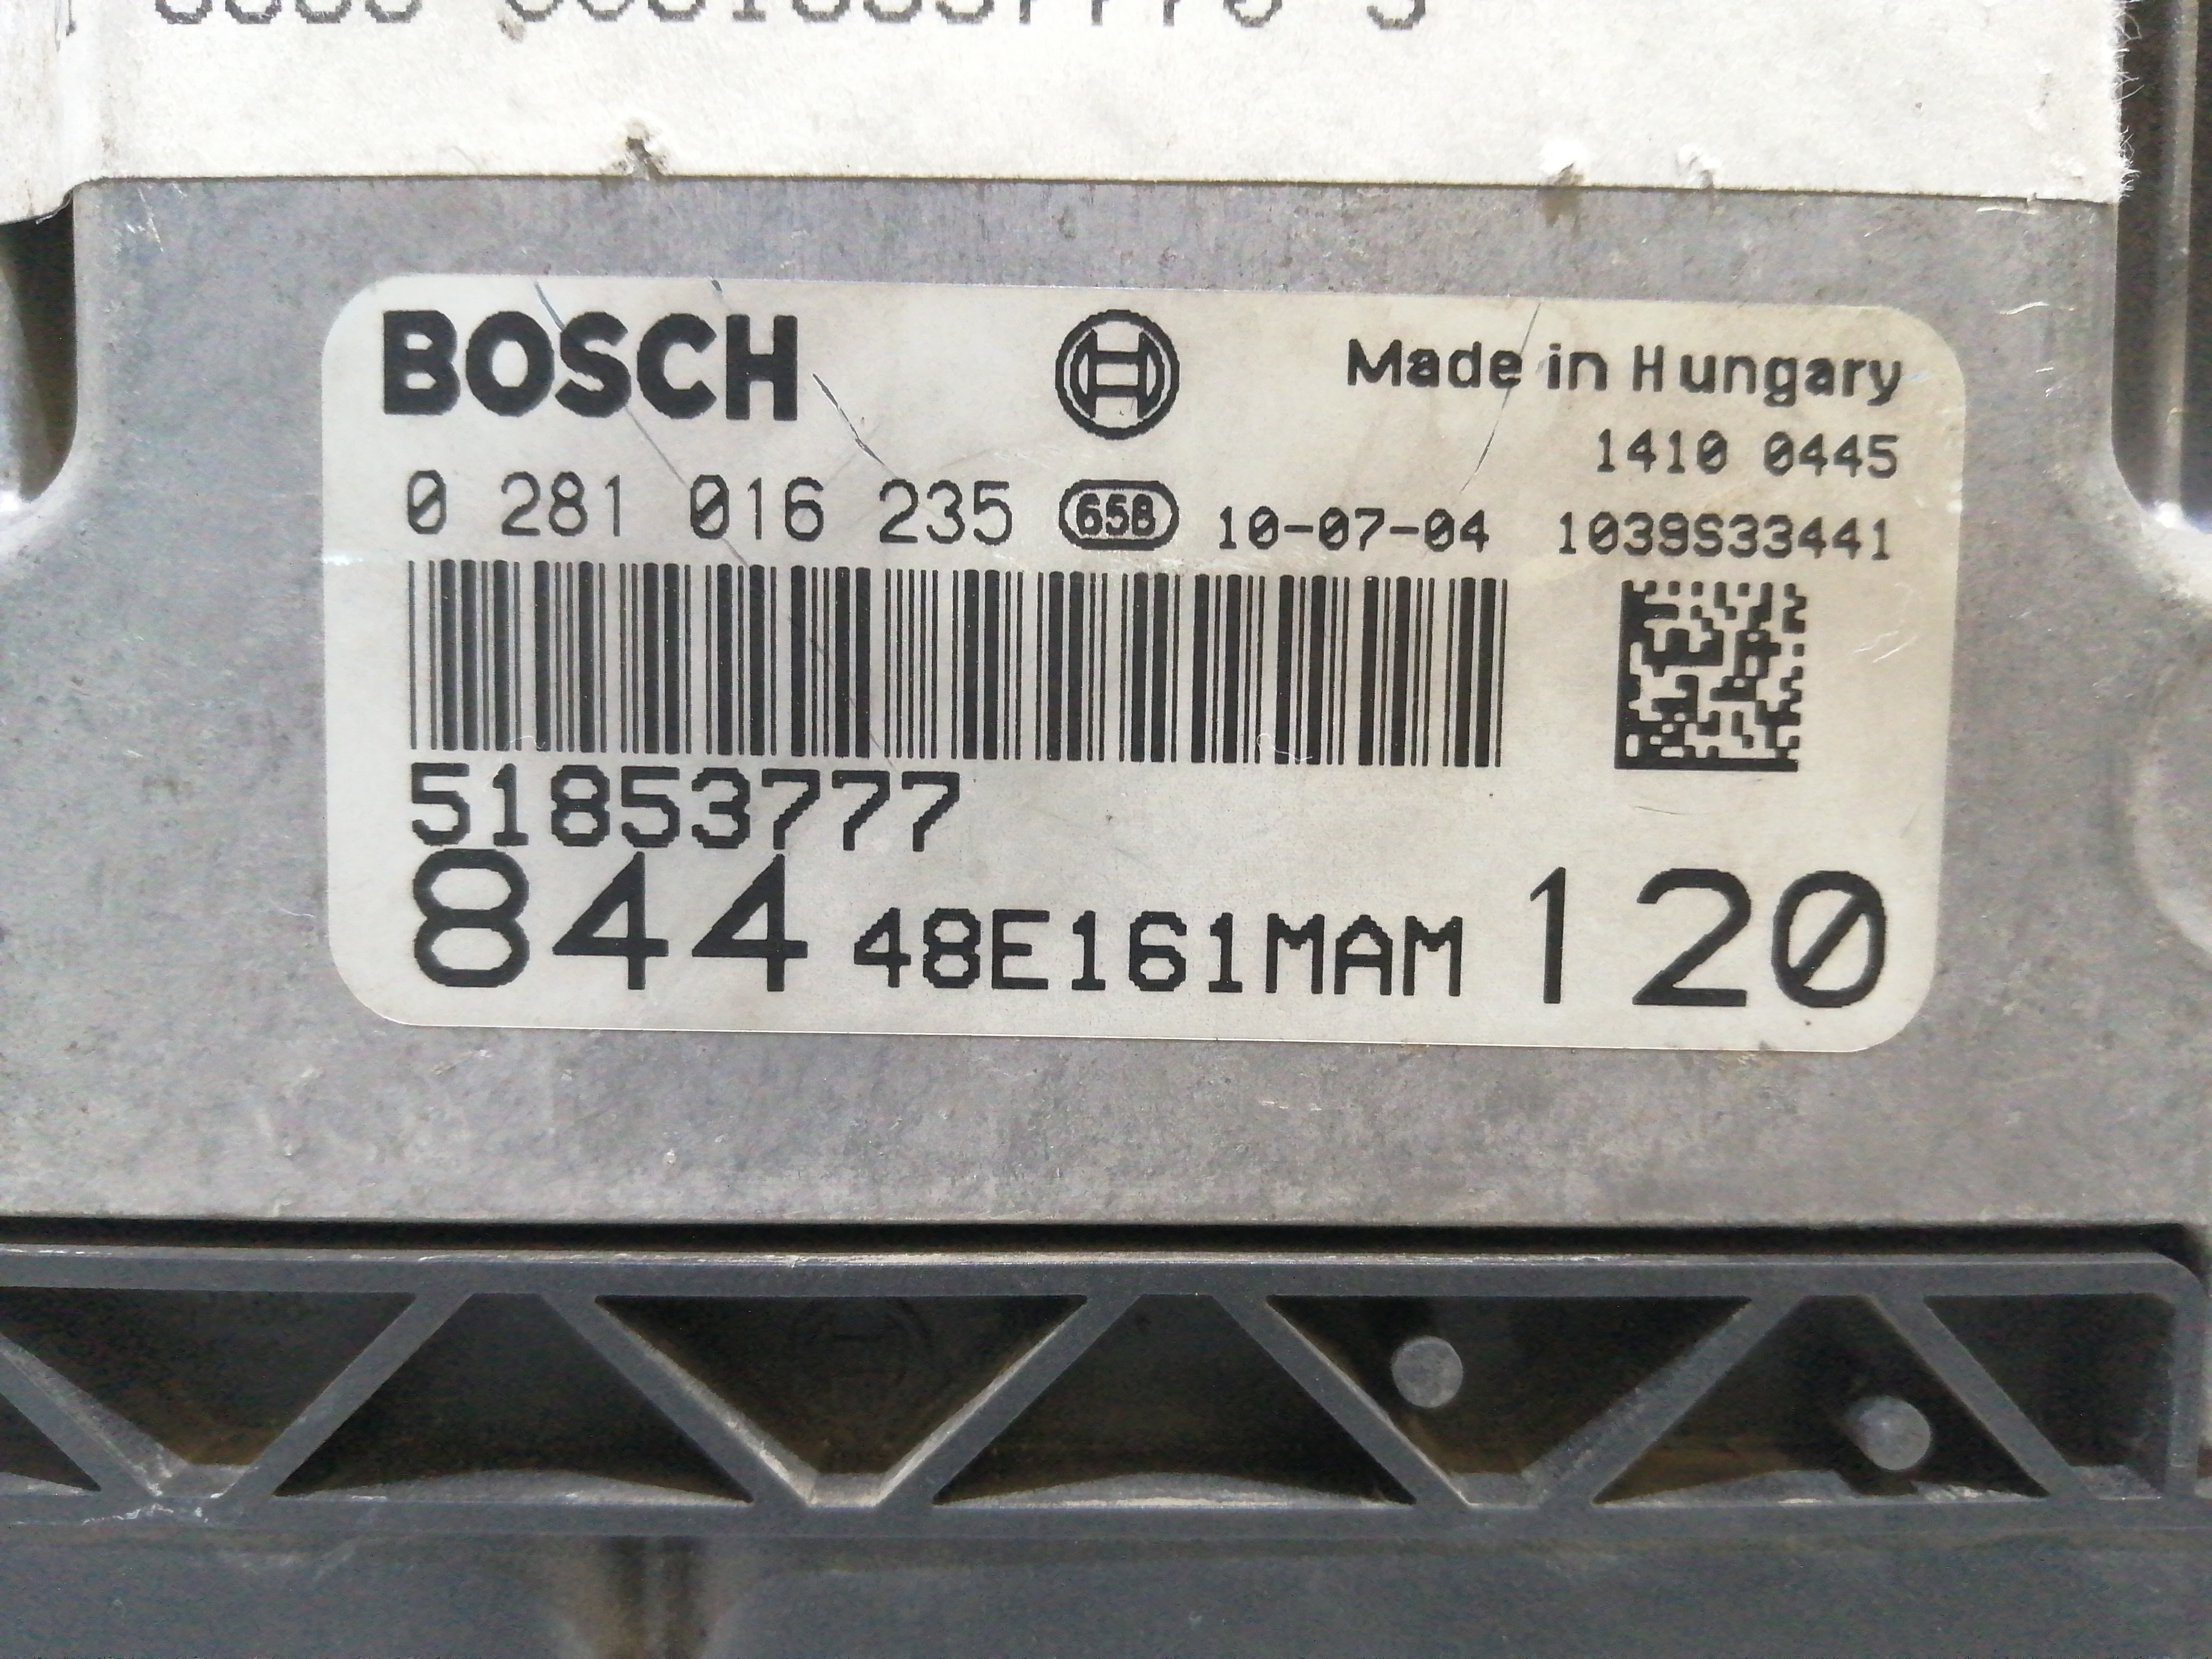 BOSCH
Made in Hungary
1410 0445
0 281 016 235 658 10-07-04 1039S33441
51853777
844 48E161MAM 120